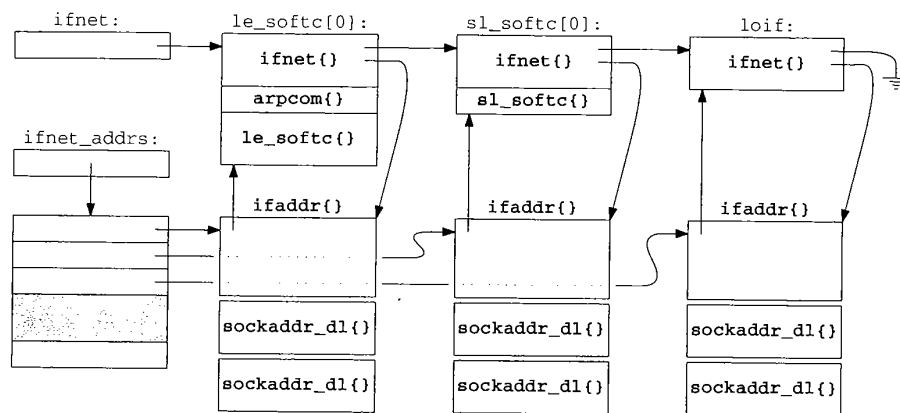 ifnet:
le_softc[0]:
sl_softc[0]:
loif:
ifnet{}
ifnet{}
ifnet{}
arpcom{}
sl_softc{}
le_softc{}
ifnet_addrs:
ifaddr{}
ifaddr{}
ifaddr{}
sockaddr_dl{}
sockaddr_dl{}
sockaddr_dl{}
sockaddr_dl{}
sockaddr_dl{}
sockaddr_dl{}